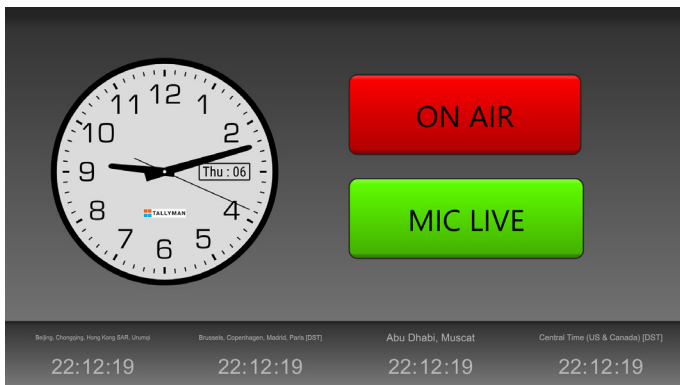 12
11
1
10
2
9
Thu : 06
8
TALLYMAN
4
7
5
6
ON AIR
MIC LIVE
Beijing, Chongqing, Hong Kong SAR, Urumqi
Brussels, Copenhagen, Madrid, Paris [DST]
Abu Dhabi, Muscat
Central Time (US & Canada) [DST]
22:12:19
22:12:19
22:12:19
22:12:19